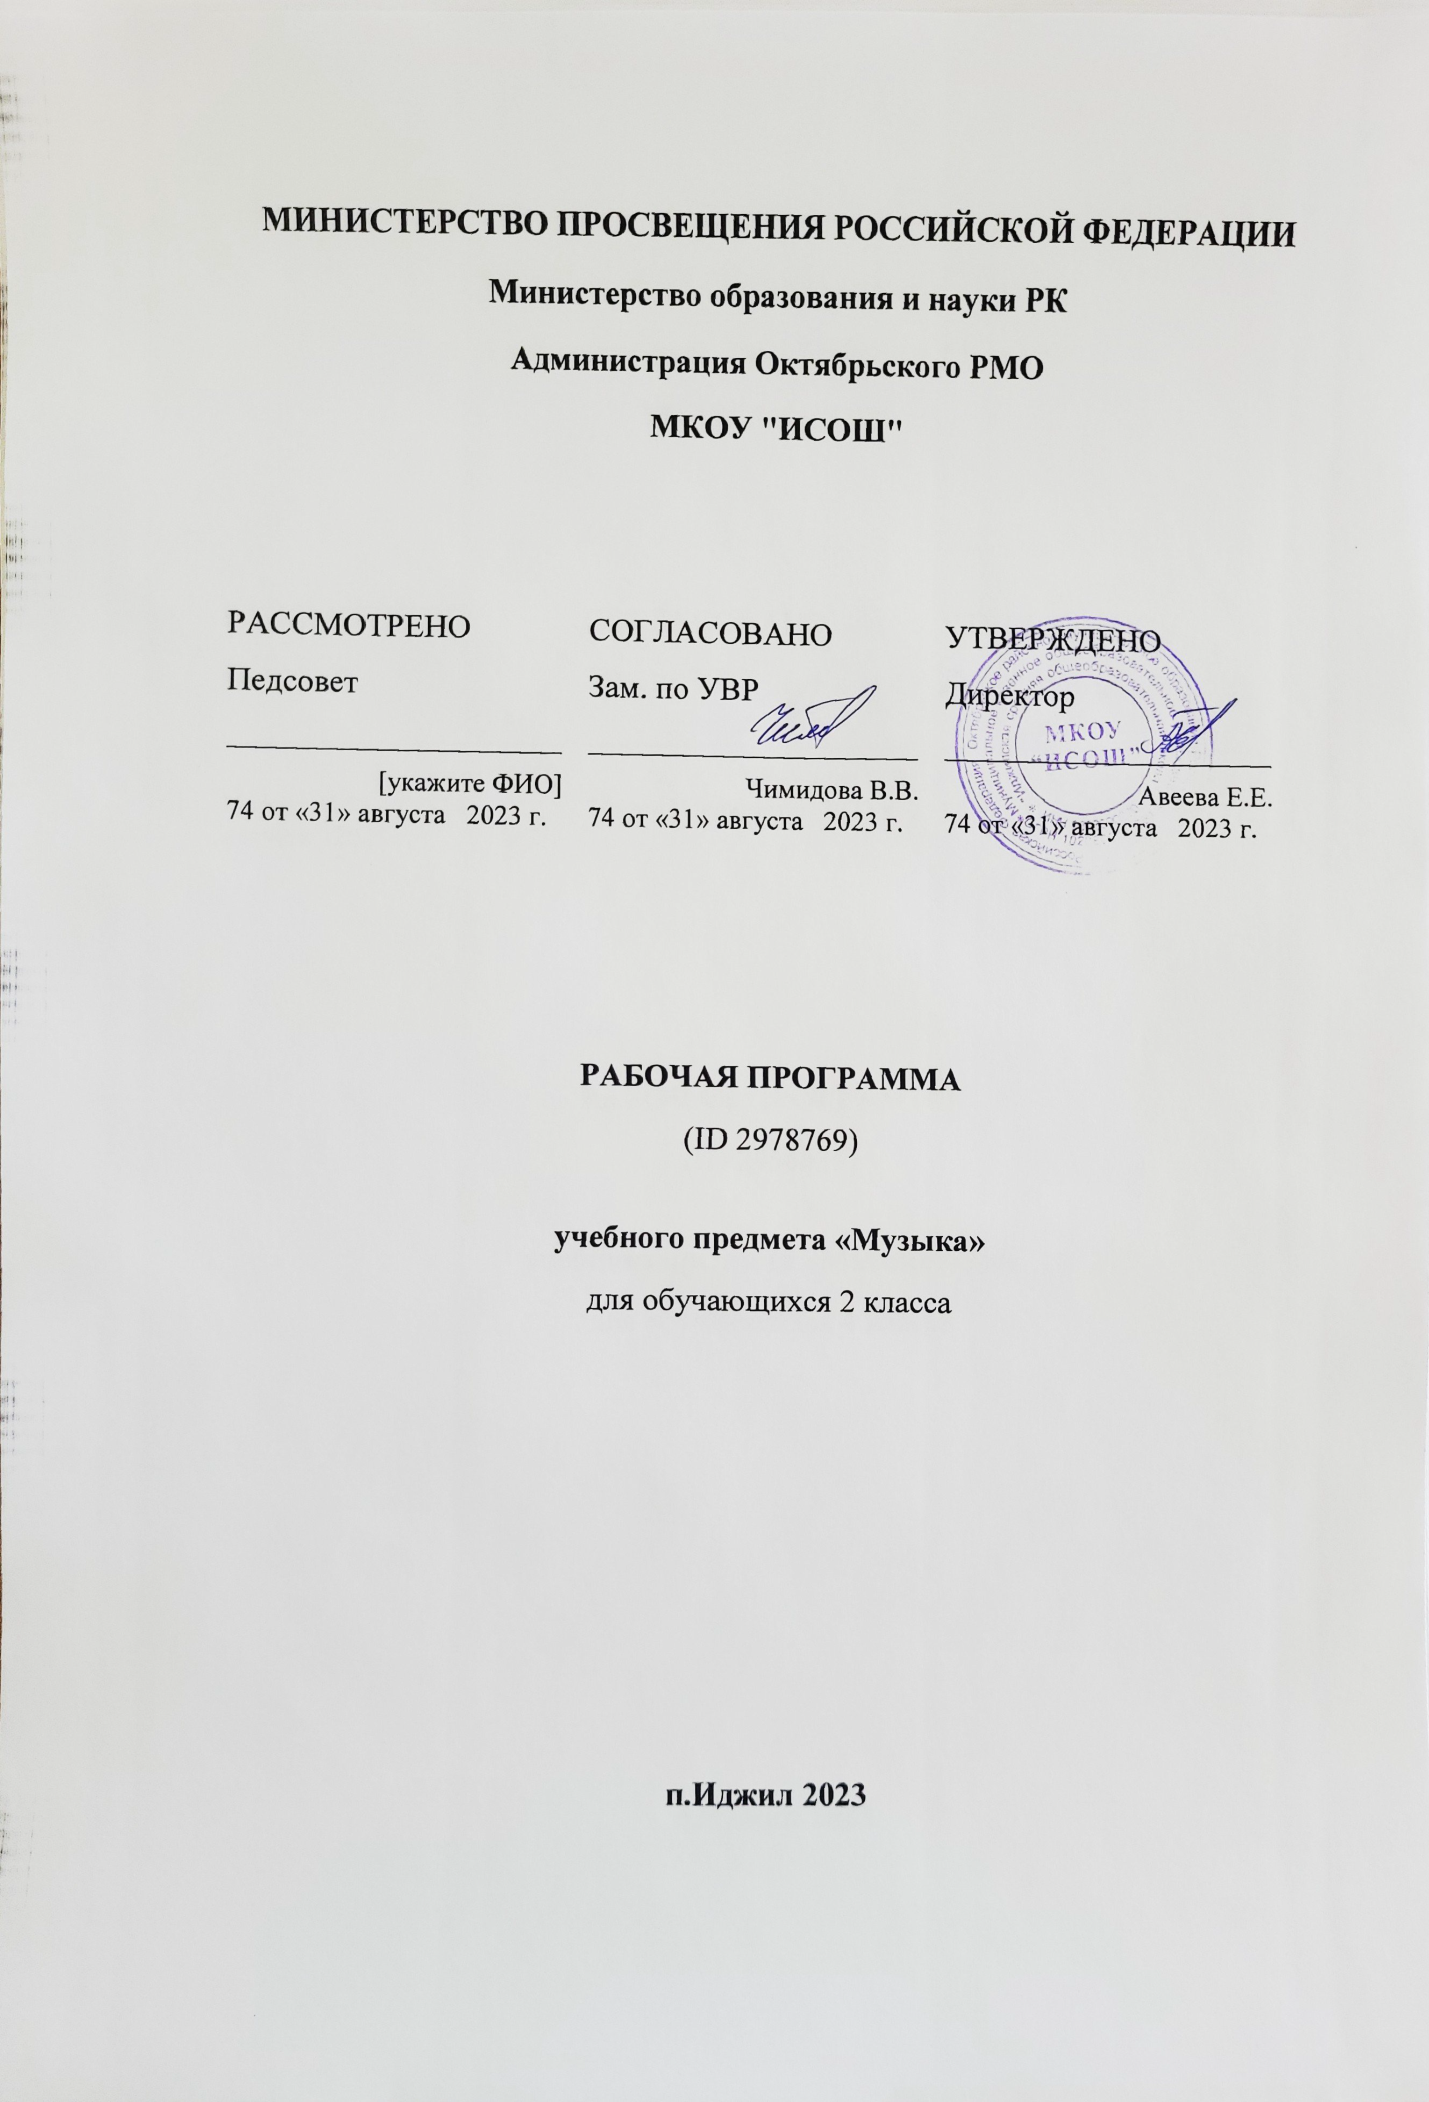 МИНИСТЕРСТВО ПРОСВЕЩЕНИЯ РОССИЙСКОЙ ФЕДЕРАЦИИ
Министерство образования и науки РК
Администрация Октябрьского РМО
МКОУ "ИСОШ"
РАССМОТРЕНО
Педсовет
[укажите ФИО]
74 от «31» августа 2023 г.
СОГЛАСОВАНО
Зам. по УВР
Чимидова В.В.
74 от «31» августа 2023 г.
УТВЕРЖДЕНО
Директор
МКОУ
"ИСОШ"
Авеева Е.Е.
74 от «31» августа 2023 г.
РАБОЧАЯ ПРОГРАММА
(ID 2978769)
учебного предмета «Музыка»
для обучающихся 2 класса
п.Иджил 2023